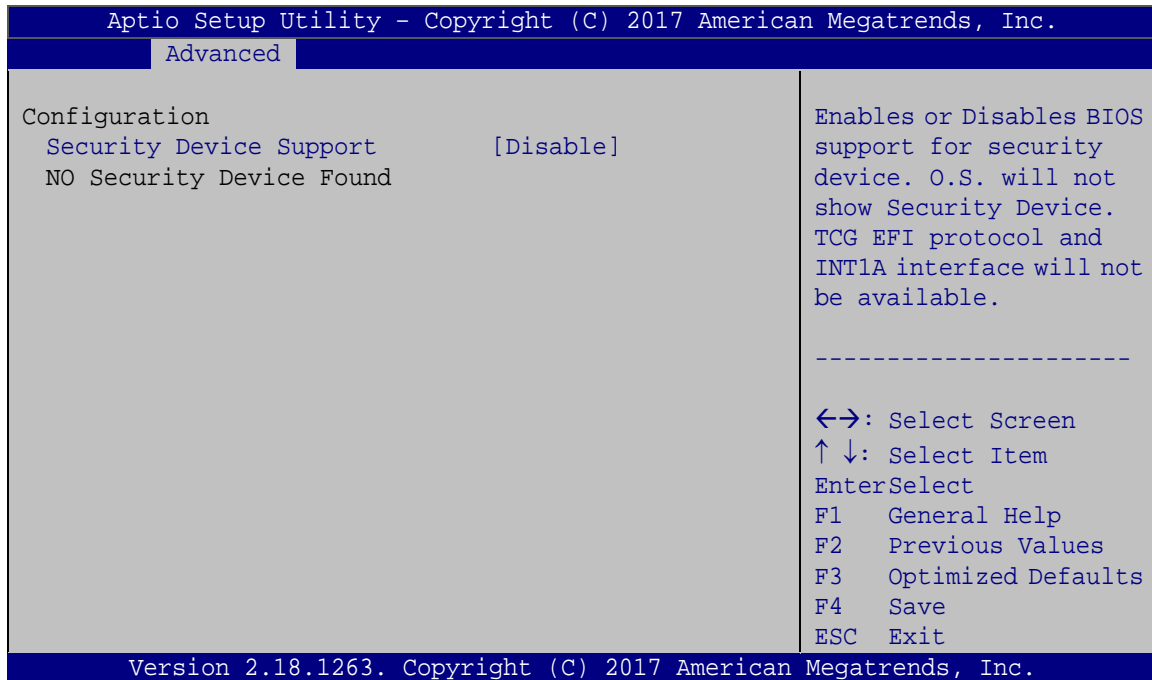 Aptio Setup Utility – Copyright (C) 2017 American Megatrends, Inc.
Advanced
Configuration
Security Device Support [Disable]
NO Security Device Found
Enables or Disables BIOS
support for security
device. O.S. will not
show Security Device.
TCG EFI protocol and
INT1A interface will not
be available.
----------------------
←→: Select Screen
↑ ↓: Select Item
EnterSelect
F1 General Help
F2 Previous Values
F3 Optimized Defaults
F4 Save
ESC Exit
Version 2.18.1263. Copyright (C) 2017 American Megatrends, Inc.